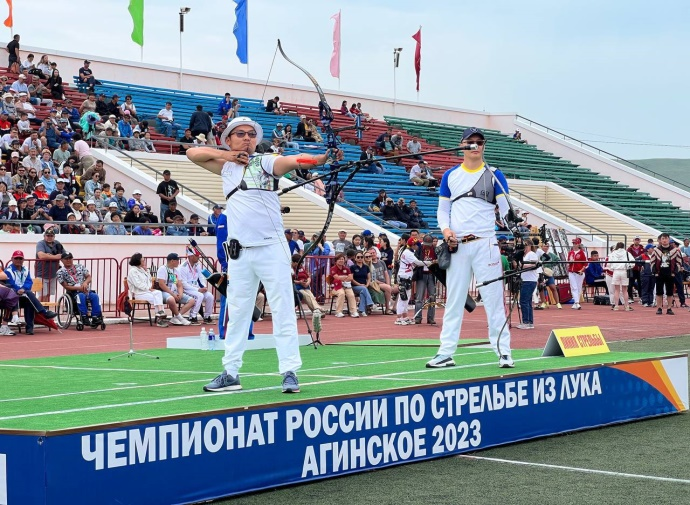 ЛИНИЯ СТРЕЛЬБЫ
ЧЕМПИОНАТ РОССИИ ПО СТРЕЛЬБЕ ИЗ ЛУКА
АГИНСКОЕ 2023